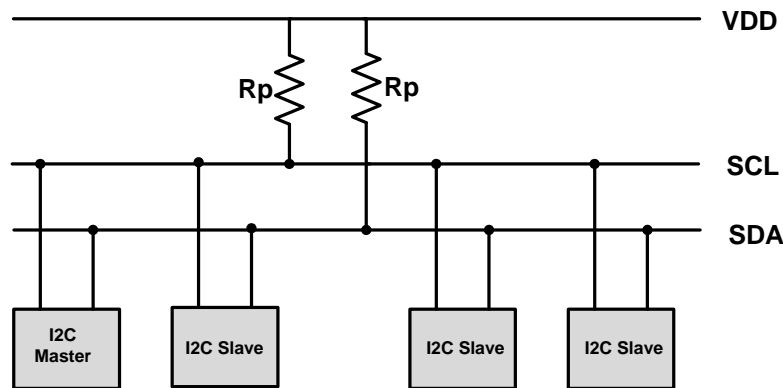 VDD
Rp
Rp
SCL
SDA
I2C
Master
I2C Slave
I2C Slave
I2C Slave